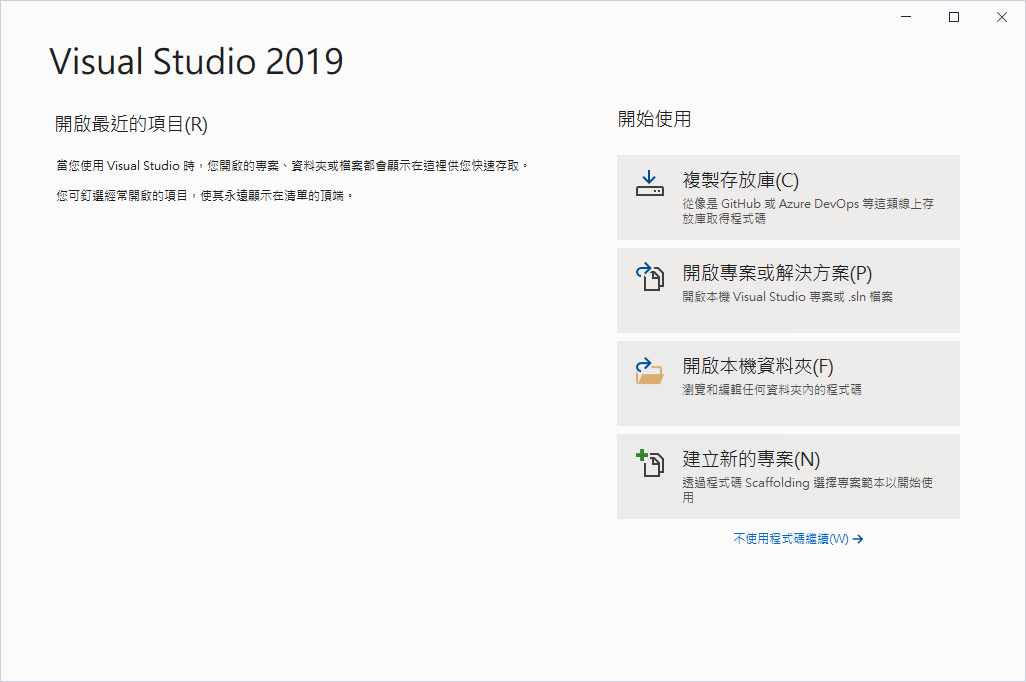 Visual Studio 2019
開啟最近的項目(R)
當您使用 Visual Studio 時，您開啟的專案、資料夾或檔案都會顯示在這裡供您快速存取。
您可釘選經常開啟的項目，使其永遠顯示在清單的頂端。
開始使用
複製存放庫(C)
從像是 GitHub 或 Azure DevOps 等這類線上存
放庫取得程式碼
開啟專案或解決方案(P)
開啟本機 Visual Studio 專案或 .sln 檔案
開啟本機資料夾(F)
瀏覽和編輯任何資料夾內的程式碼
建立新的專案(N)
透過程式碼 Scaffolding 選擇專案範本以開始使
用
不使用程式碼繼續(W) →